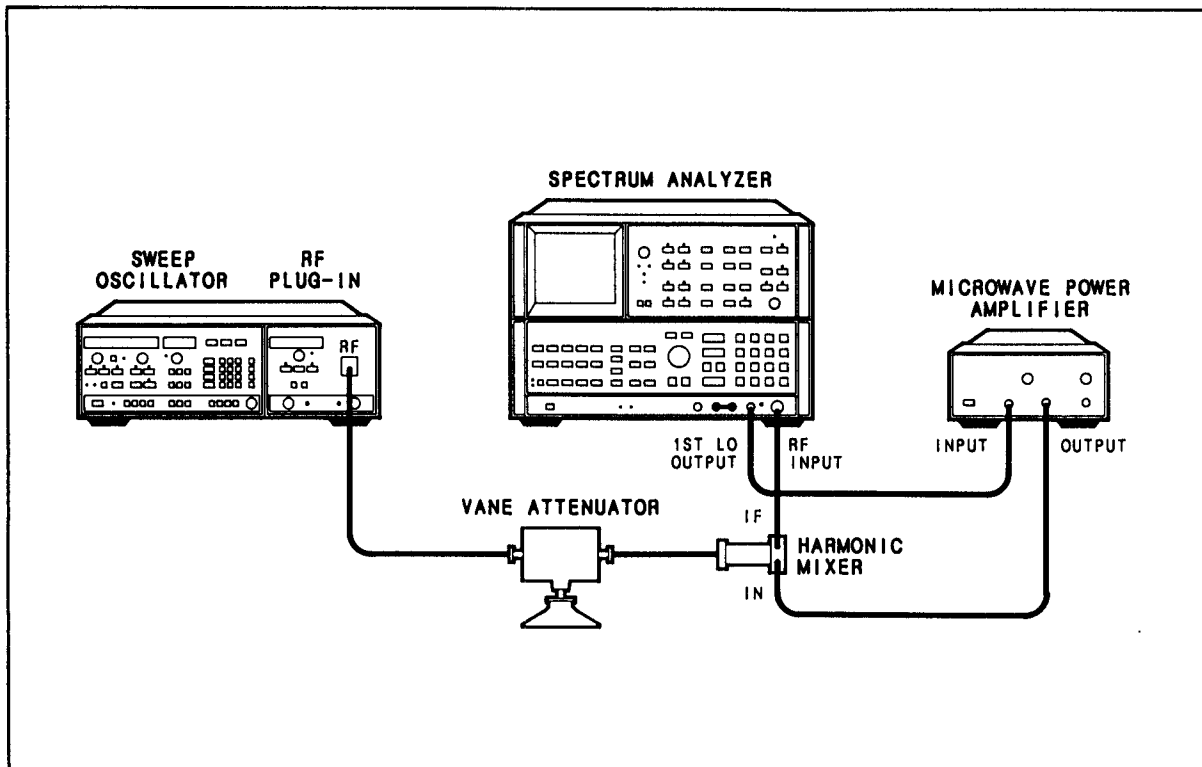 SPECTRUM ANALYZER
SWEEP
OSCILLATOR
RF
PLUG-IN
RF
MICROWAVE POWER
AMPLIFIER
1ST LO
OUTPUT
RF
INPUT
INPUT
OUTPUT
VANE ATTENUATOR
IF
HARMONIC
MIXER
IN